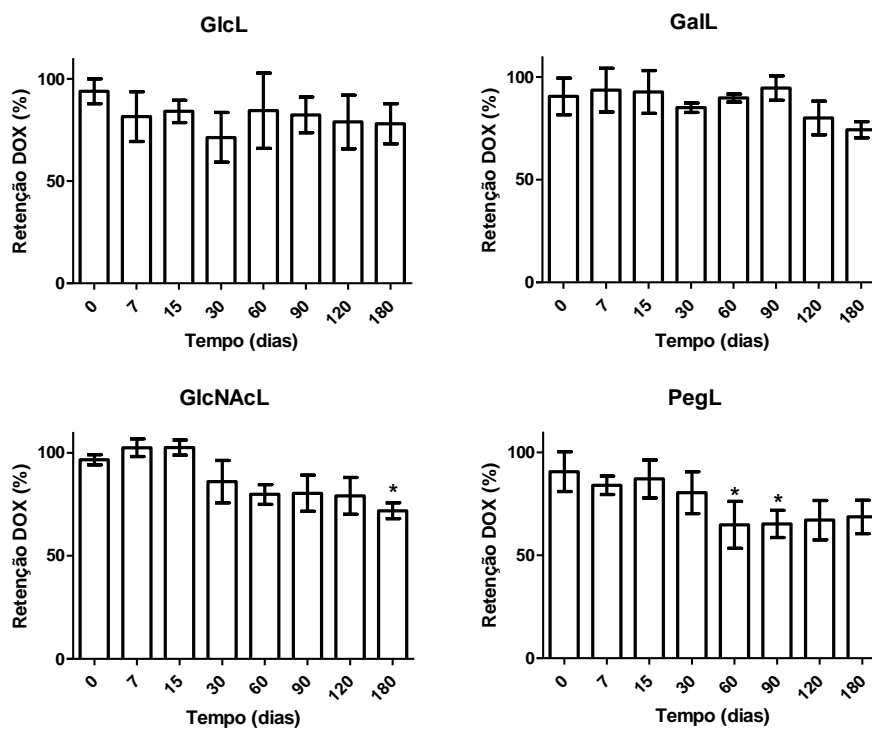 GlcL
Retenção DOX (%)
100
50
0
0 7 15 30 60 90 120 180
Tempo (dias)
GalL
Retenção DOX (%)
100
50
0
0 7 15 30 60 90 120 180
Tempo (dias)
GlcNAcL
Retenção DOX (%)
100
50
0
*
0 7 15 30 60 90 120 180
Tempo (dias)
PegL
Retenção DOX (%)
100
50
0
* *
0 7 15 30 60 90 120 180
Tempo (dias)